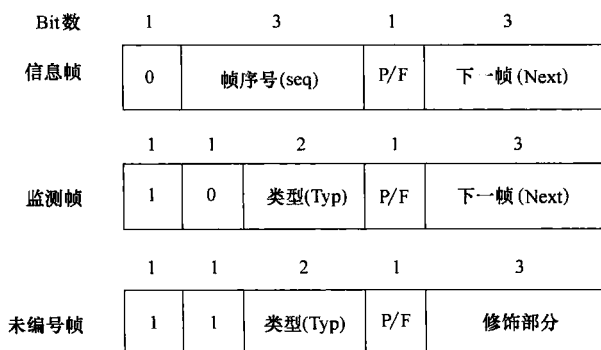 Bit数 1 3 1 3
信息帧 0 帧序号(seq) P/F 下一帧(Next)
1 1 2 1 3
监测帧 1 0 类型(Typ) P/F 下一帧(Next)
1 1 2 1 3
未编号帧 1 1 类型(Typ) P/F 修饰部分